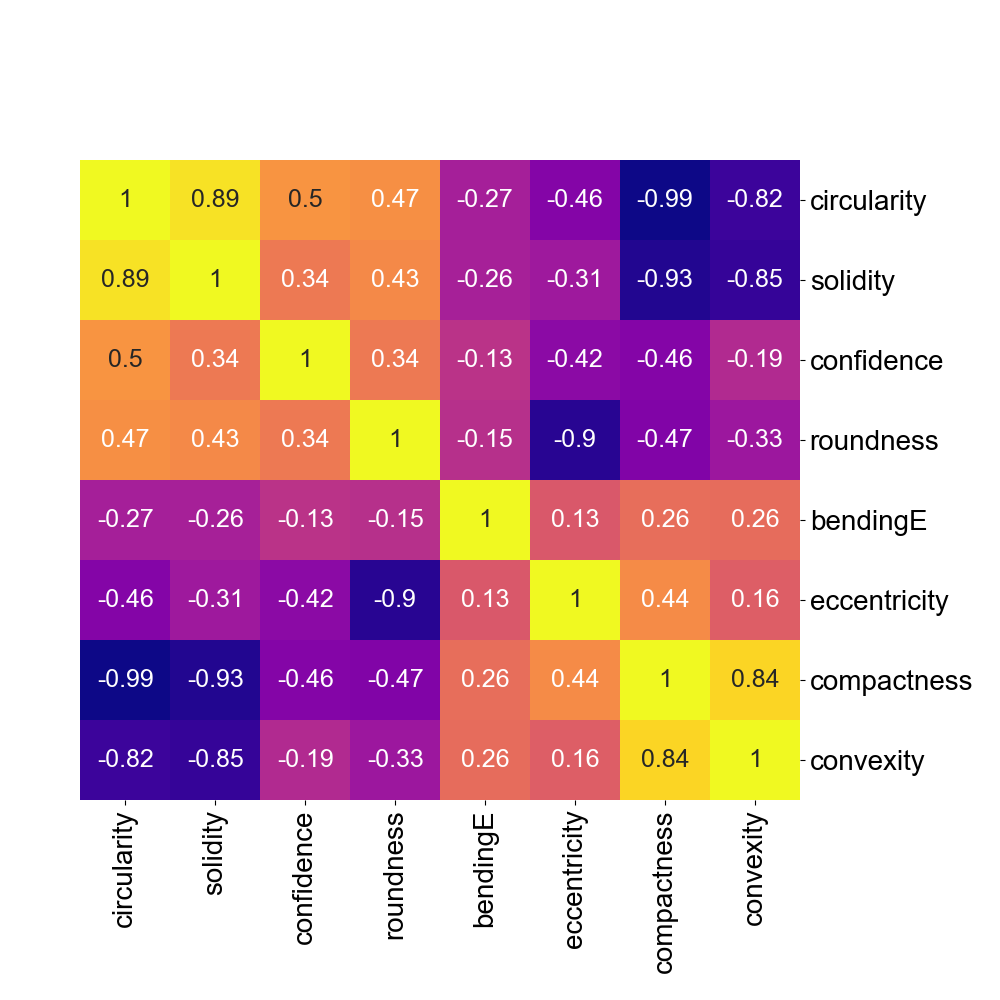 1 0.89 0.5 0.47 -0.27 -0.46 -0.99 -0.82 circularity
0.89 1 0.34 0.43 -0.26 -0.31 -0.93 -0.85 solidity
0.5 0.34 1 0.34 -0.13 -0.42 -0.46 -0.19 confidence
0.47 0.43 0.34 1 -0.15 -0.9 -0.47 -0.33 roundness
-0.27 -0.26 -0.13 -0.15 1 0.13 0.26 0.26 bendingE
-0.46 -0.31 -0.42 -0.9 0.13 1 0.44 0.16 eccentricity
-0.99 -0.93 -0.46 -0.47 0.26 0.44 1 0.84 compactness
-0.82 -0.85 -0.19 -0.33 0.26 0.16 0.84 1 convexity
circularity
solidity
confidence
roundness
bendingE
eccentricity
compactness
convexity